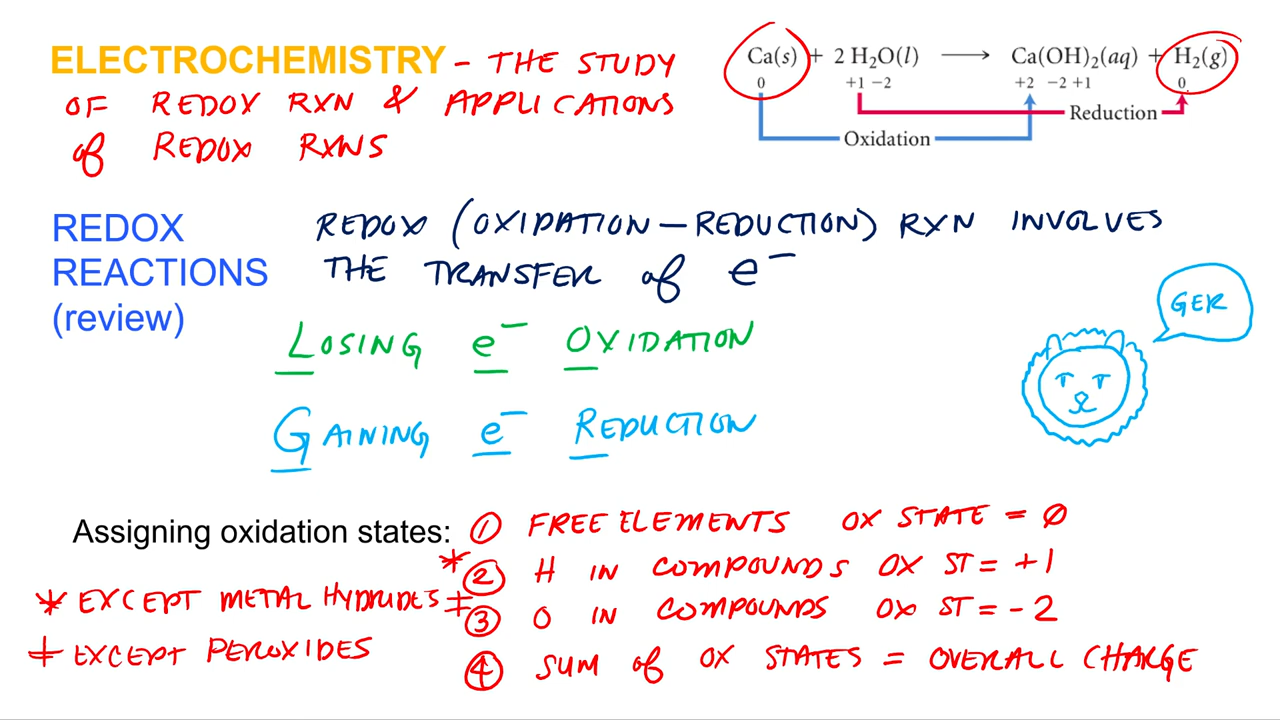 ELECTROCHEMISTRY - THE STUDY
OF REDOX RXN & APPLICATIONS
of REDOX RXNS
Ca(s) + 2 H₂O(l) ⟶ Ca(OH)₂(aq) + H₂(g)
0 +1 −2 +2 −2 +1 0
Reduction
Oxidation
REDOX
REACTIONS
(review)
REDOX (OXIDATION-REDUCTION) RXN INVOLVES
THE TRANSFER of e⁻
LOSING e⁻ OXIDATION
GAINING e⁻ REDUCTION
GER
Assigning oxidation states:
① FREE ELEMENTS OX STATE = Ø
* ② H IN COMPOUNDS OX ST = +1
‡ ③ O IN COMPOUNDS OX ST = -2
④ SUM of OX STATES = OVERALL CHARGE
* EXCEPT METAL HYDRIDES
‡ EXCEPT PEROXIDES